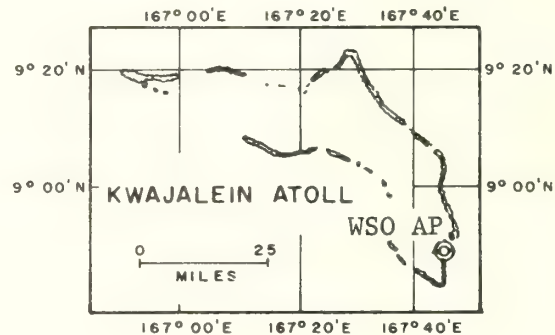 167° 00' E 167° 20' E 167° 40' E
9° 20' N 9° 20' N
9° 00' N 9° 00' N
KWAJALEIN ATOLL
WSO AP
0 25
MILES
167° 00' E 167° 20' E 167° 40' E